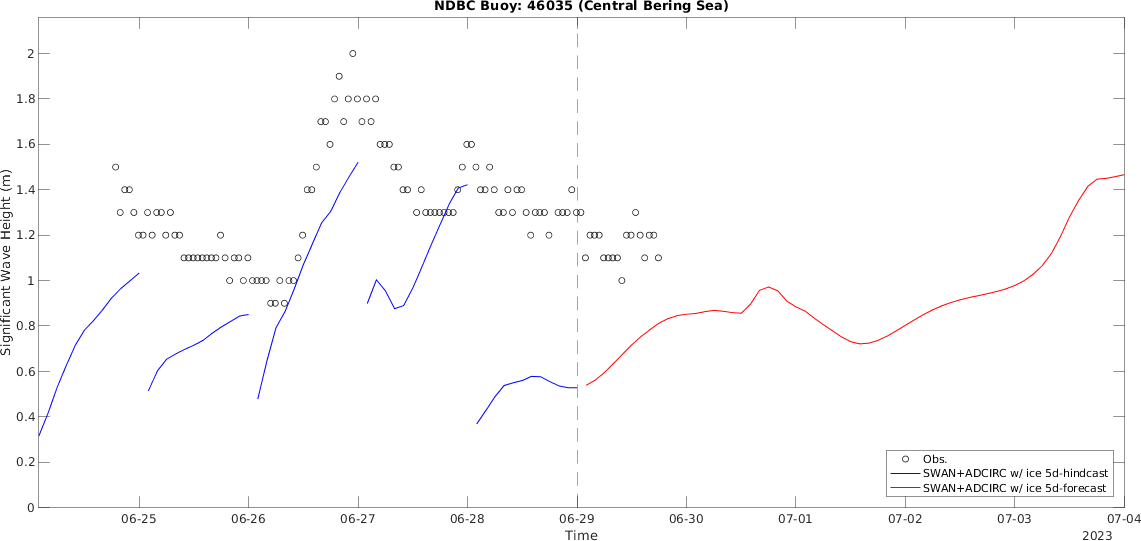 NDBC Buoy: 46035 (Central Bering Sea)
Significant Wave Height (m)
2
1.8
1.6
1.4
1.2
1
0.8
0.6
0.4
0.2
0
Obs.
SWAN+ADCIRC w/ ice 5d-hindcast
SWAN+ADCIRC w/ ice 5d-forecast
06-25 06-26 06-27 06-28 06-29 06-30 07-01 07-02 07-03 07-04
Time
2023